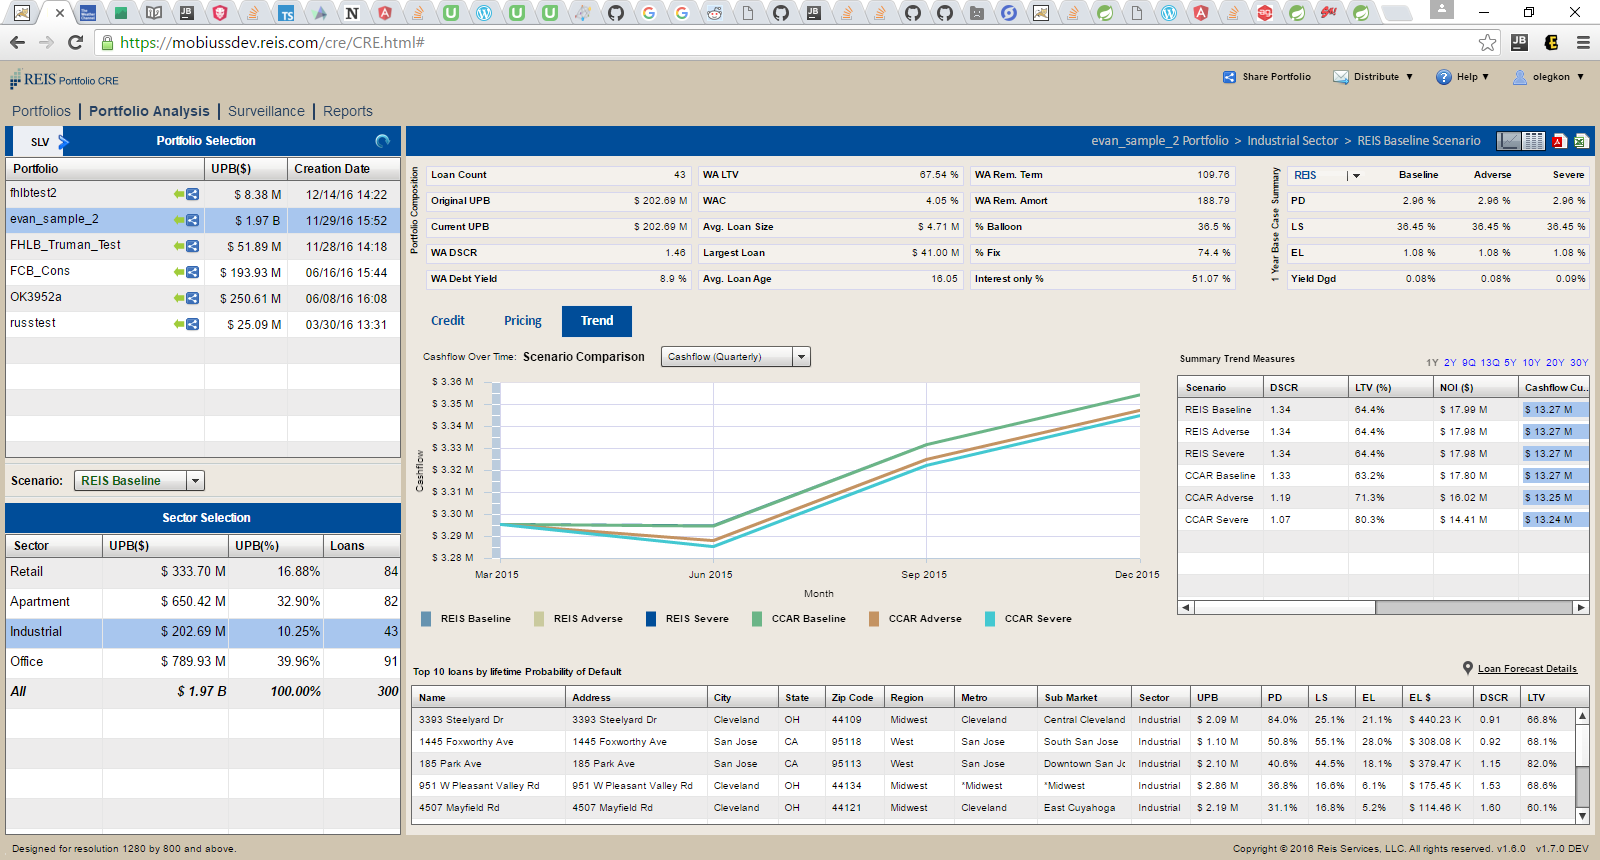 https://mobiussdev.reis.com/cre/CRE.html#
REIS Portfolio CRE
Share Portfolio Distribute ▼ Help ▼ olegkon ▼
Portfolios | Portfolio Analysis | Surveillance | Reports
SLV Portfolio Selection
Portfolio UPB($) Creation Date
fhlbtest2 $ 8.38 M 12/14/16 14:22
evan_sample_2 $ 1.97 B 11/29/16 15:52
FHLB_Truman_Test $ 51.89 M 11/28/16 14:18
FCB_Cons $ 193.93 M 06/16/16 15:44
OK3952a $ 250.61 M 06/08/16 16:08
russtest $ 25.09 M 03/30/16 13:31
Scenario: REIS Baseline
Sector Selection
Sector UPB($) UPB(%) Loans
Retail $ 333.70 M 16.88% 84
Apartment $ 650.42 M 32.90% 82
Industrial $ 202.69 M 10.25% 43
Office $ 789.93 M 39.96% 91
All $ 1.97 B 100.00% 300
evan_sample_2 Portfolio > Industrial Sector > REIS Baseline Scenario
Portfolio Composition
Loan Count 43 WA LTV 67.54 % WA Rem. Term 109.76
Original UPB $ 202.69 M WAC 4.05 % WA Rem. Amort 188.79
Current UPB $ 202.69 M Avg. Loan Size $ 4.71 M % Balloon 36.5 %
WA DSCR 1.46 Largest Loan $ 41.00 M % Fix 74.4 %
WA Debt Yield 8.9 % Avg. Loan Age 16.05 Interest only % 51.07 %
1 Year Base Case Summary
REIS Baseline Adverse Severe
PD 2.96 % 2.96 % 2.96 %
LS 36.45 % 36.45 % 36.45 %
EL 1.08 % 1.08 % 1.08 %
Yield Dgd 0.08% 0.08% 0.09%
Credit Pricing Trend
Cashflow Over Time: Scenario Comparison Cashflow (Quarterly)
$ 3.36 M
$ 3.35 M
$ 3.34 M
$ 3.33 M
$ 3.32 M
$ 3.31 M
$ 3.30 M
$ 3.29 M
$ 3.28 M
Cashflow
Mar 2015 Jun 2015 Sep 2015 Dec 2015
Month
REIS Baseline REIS Adverse REIS Severe CCAR Baseline CCAR Adverse CCAR Severe
Summary Trend Measures
1Y 2Y 9Q 13Q 5Y 10Y 20Y 30Y
Scenario DSCR LTV (%) NOI ($) Cashflow Cu..
REIS Baseline 1.34 64.4% $ 17.99 M $ 13.27 M
REIS Adverse 1.34 64.4% $ 17.98 M $ 13.27 M
REIS Severe 1.34 64.4% $ 17.98 M $ 13.27 M
CCAR Baseline 1.33 63.2% $ 17.80 M $ 13.27 M
CCAR Adverse 1.19 71.3% $ 16.02 M $ 13.25 M
CCAR Severe 1.07 80.3% $ 14.41 M $ 13.24 M
Top 10 loans by lifetime Probability of Default Loan Forecast Details
Name Address City State Zip Code Region Metro Sub Market Sector UPB PD LS EL EL $ DSCR LTV
3393 Steelyard Dr 3393 Steelyard Dr Cleveland OH 44109 Midwest Cleveland Central Cleveland Industrial $ 2.09 M 84.0% 25.1% 21.1% $ 440.23 K 0.91 66.8%
1445 Foxworthy Ave 1445 Foxworthy Ave San Jose CA 95118 West San Jose South San Jose Industrial $ 1.10 M 50.8% 55.1% 28.0% $ 308.08 K 0.92 68.1%
185 Park Ave 185 Park Ave San Jose CA 95113 West San Jose Downtown San Jo Industrial $ 2.10 M 40.6% 44.5% 18.1% $ 379.47 K 1.15 82.0%
951 W Pleasant Valley Rd 951 W Pleasant Valley Rd Cleveland OH 44134 Midwest *Midwest *Midwest Industrial $ 2.86 M 36.8% 16.6% 6.1% $ 175.45 K 1.53 68.6%
4507 Mayfield Rd 4507 Mayfield Rd Cleveland OH 44121 Midwest Cleveland East Cuyahoga Industrial $ 2.19 M 31.1% 16.8% 5.2% $ 114.46 K 1.60 60.1%
Designed for resolution 1280 by 800 and above. Copyright © 2016 Reis Services, LLC. All rights reserved. v1.6.0 v1.7.0 DEV